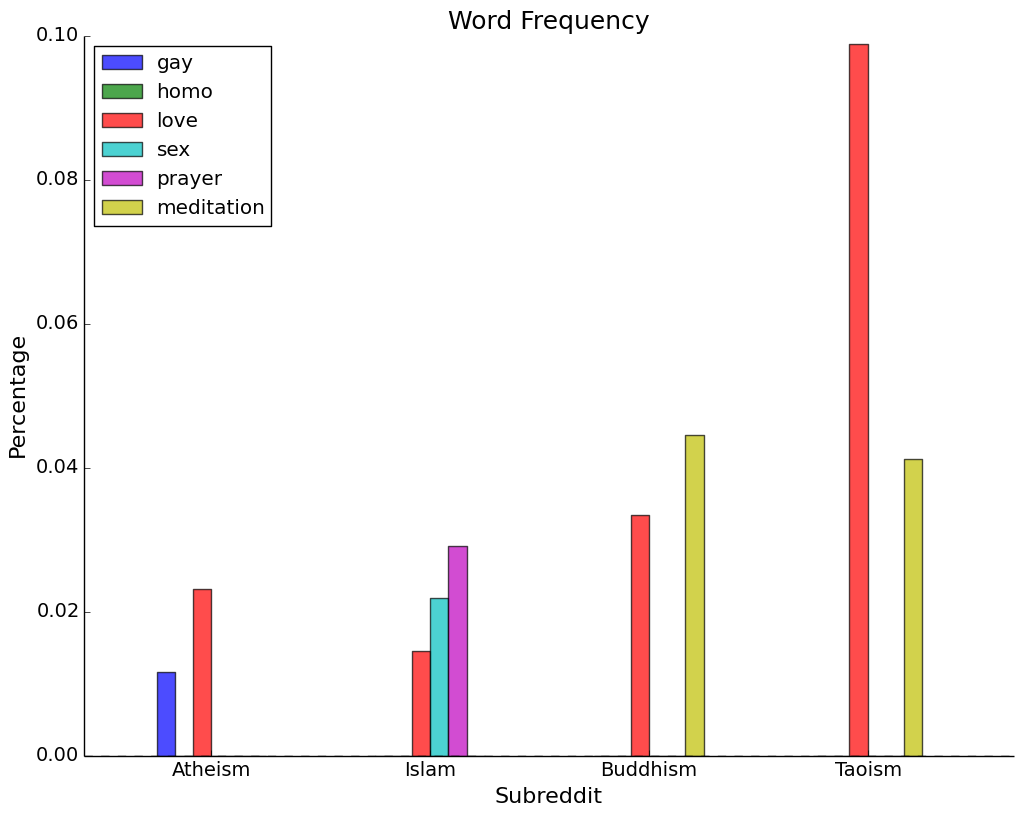 Word Frequency
gay
homo
love
sex
prayer
meditation
0.10
0.08
0.06
0.04
0.02
0.00
Percentage
Atheism Islam Buddhism Taoism
Subreddit